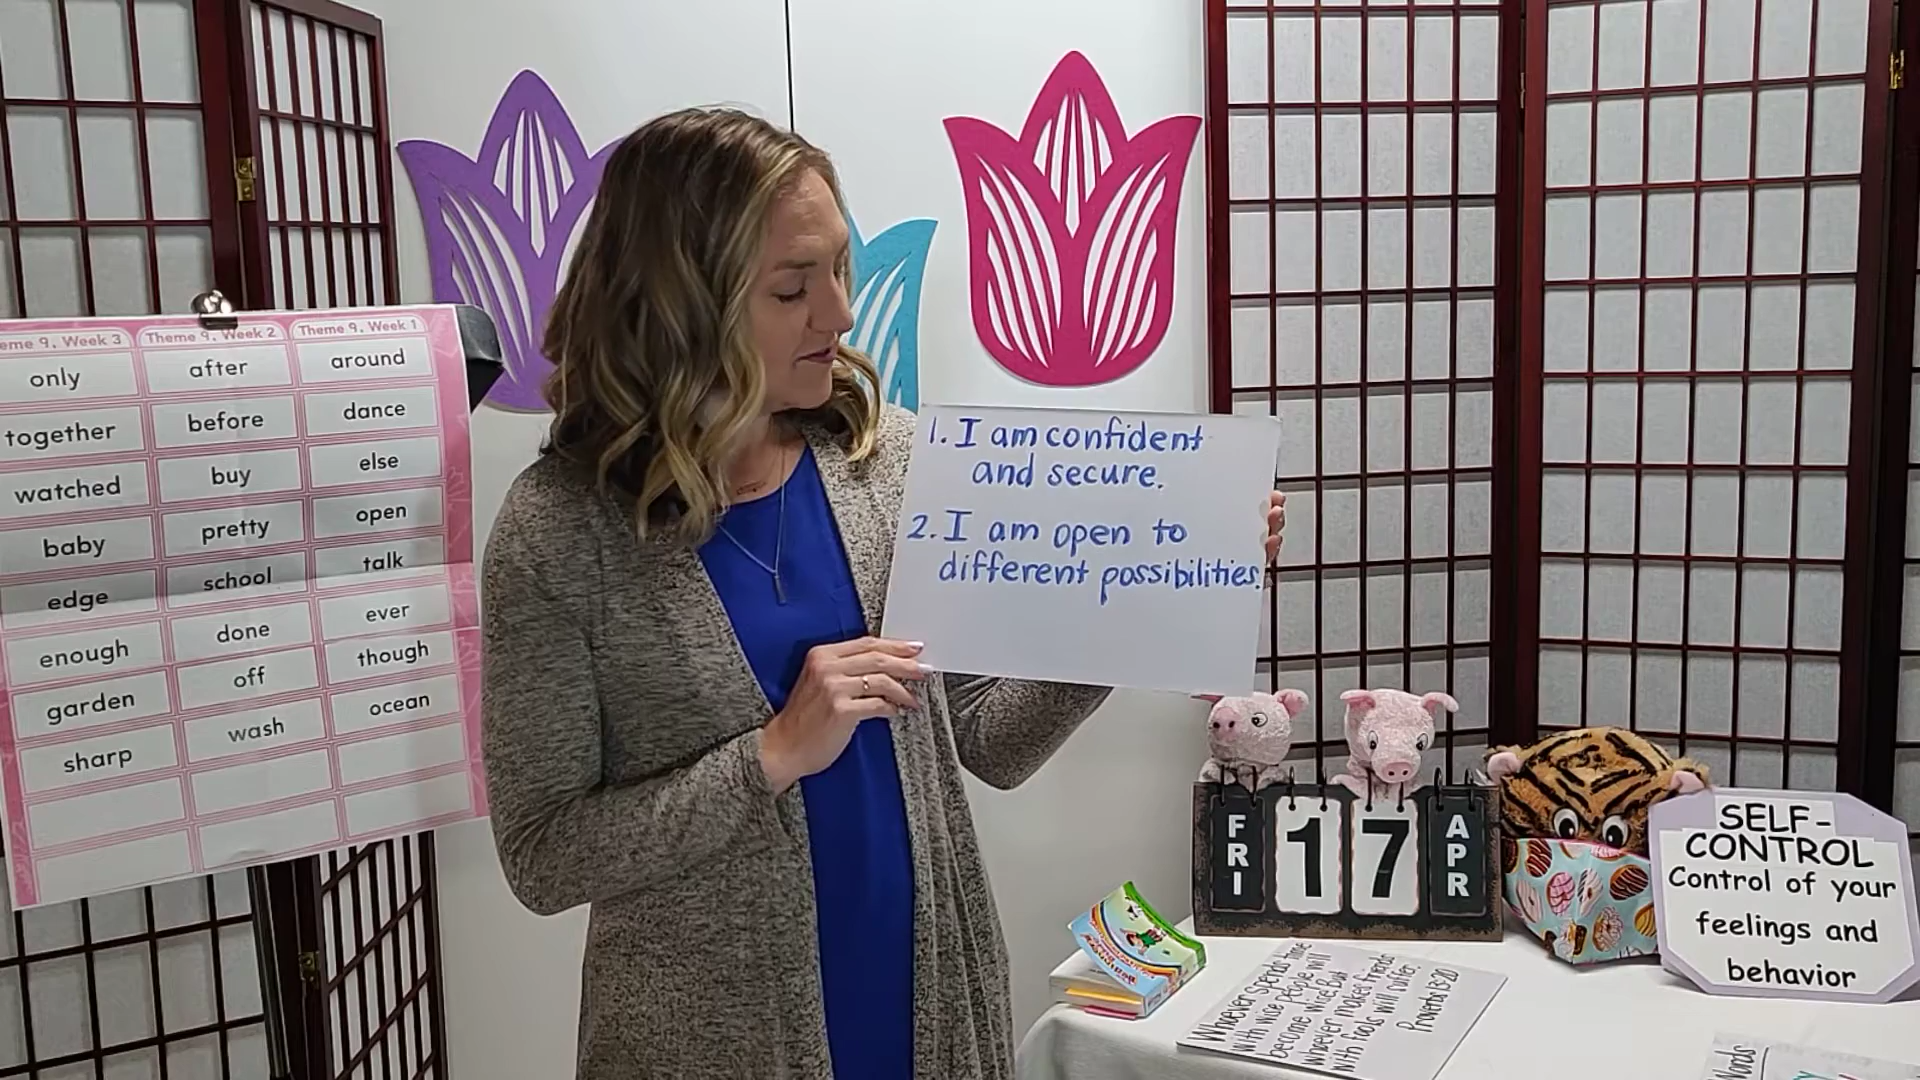 eme 9, Week 3
only
together
watched
baby
edge
enough
garden
sharp
Theme 9, Week 2
after
before
buy
pretty
school
done
off
wash
Theme 9, Week 1
around
dance
else
open
talk
ever
though
ocean
1. I am confident
and secure.
2. I am open to
different possibilities.
FRI
17
APR
SELF-
CONTROL
Control of your
feelings and
behavior
Whoever spends time
with wise people will
become wise. But
whoever makes friends
with fools will suffer.
Proverbs 13:20
Words